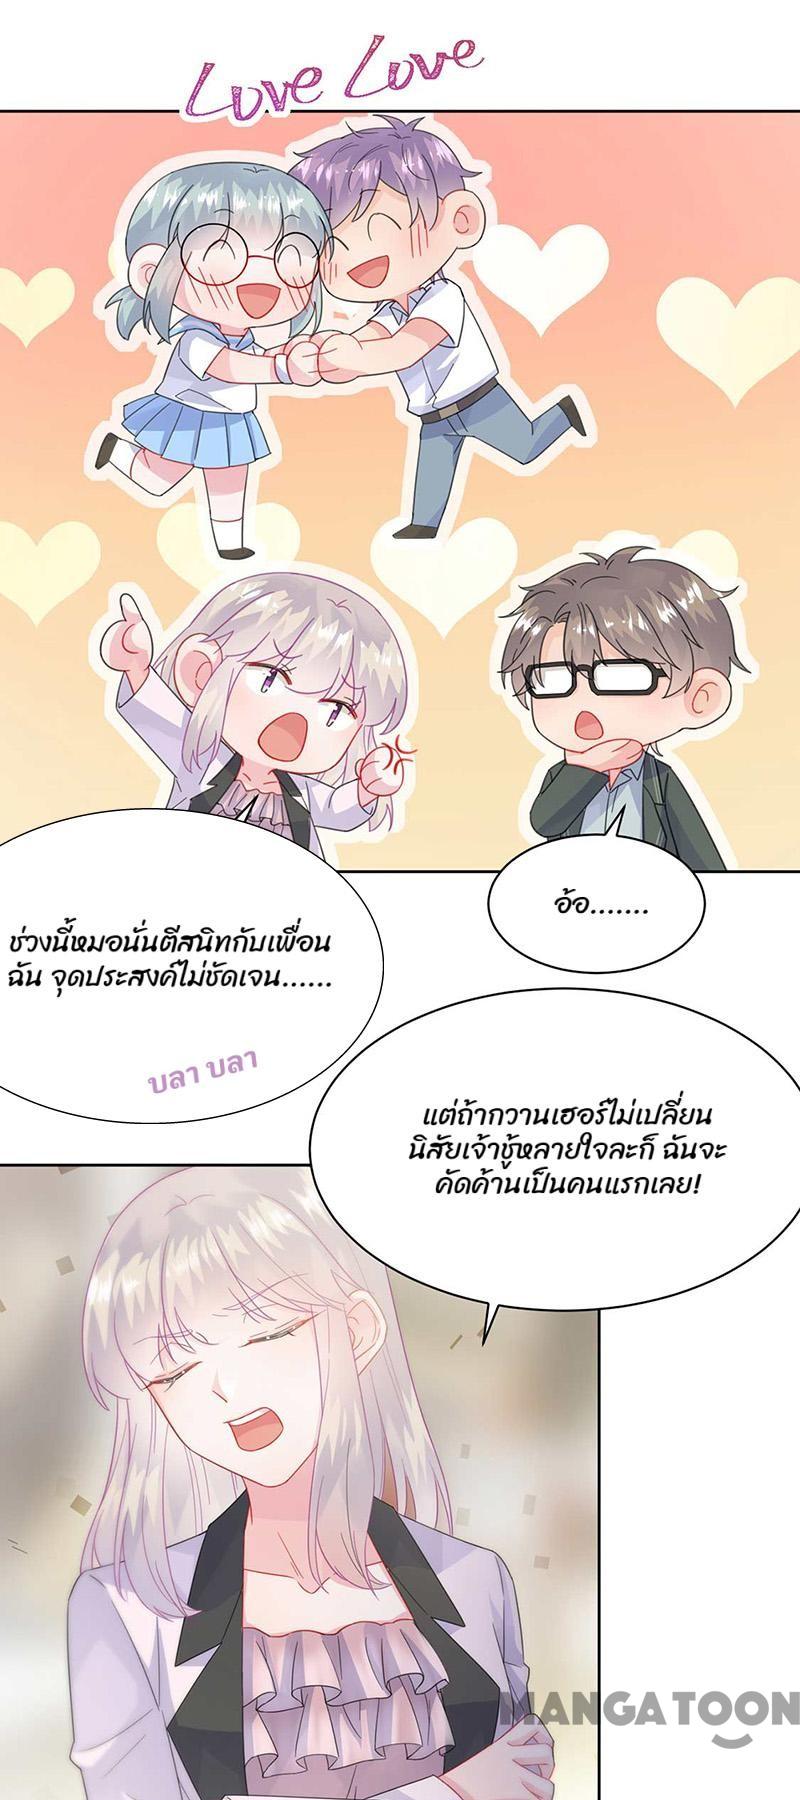 Love Love
อ้อ.......
ช่วงนี้หมอนั่นตีสนิทกับเพื่อน
ฉัน จุดประสงค์ไม่ชัดเจน......
บลา บลา
แต่ถ้ากวานเฮอร์ไม่เปลี่ยน
นิสัยเจ้าชู้หลายใจละก็ ฉันจะ
คัดค้านเป็นคนแรกเลย!
MANGATOON